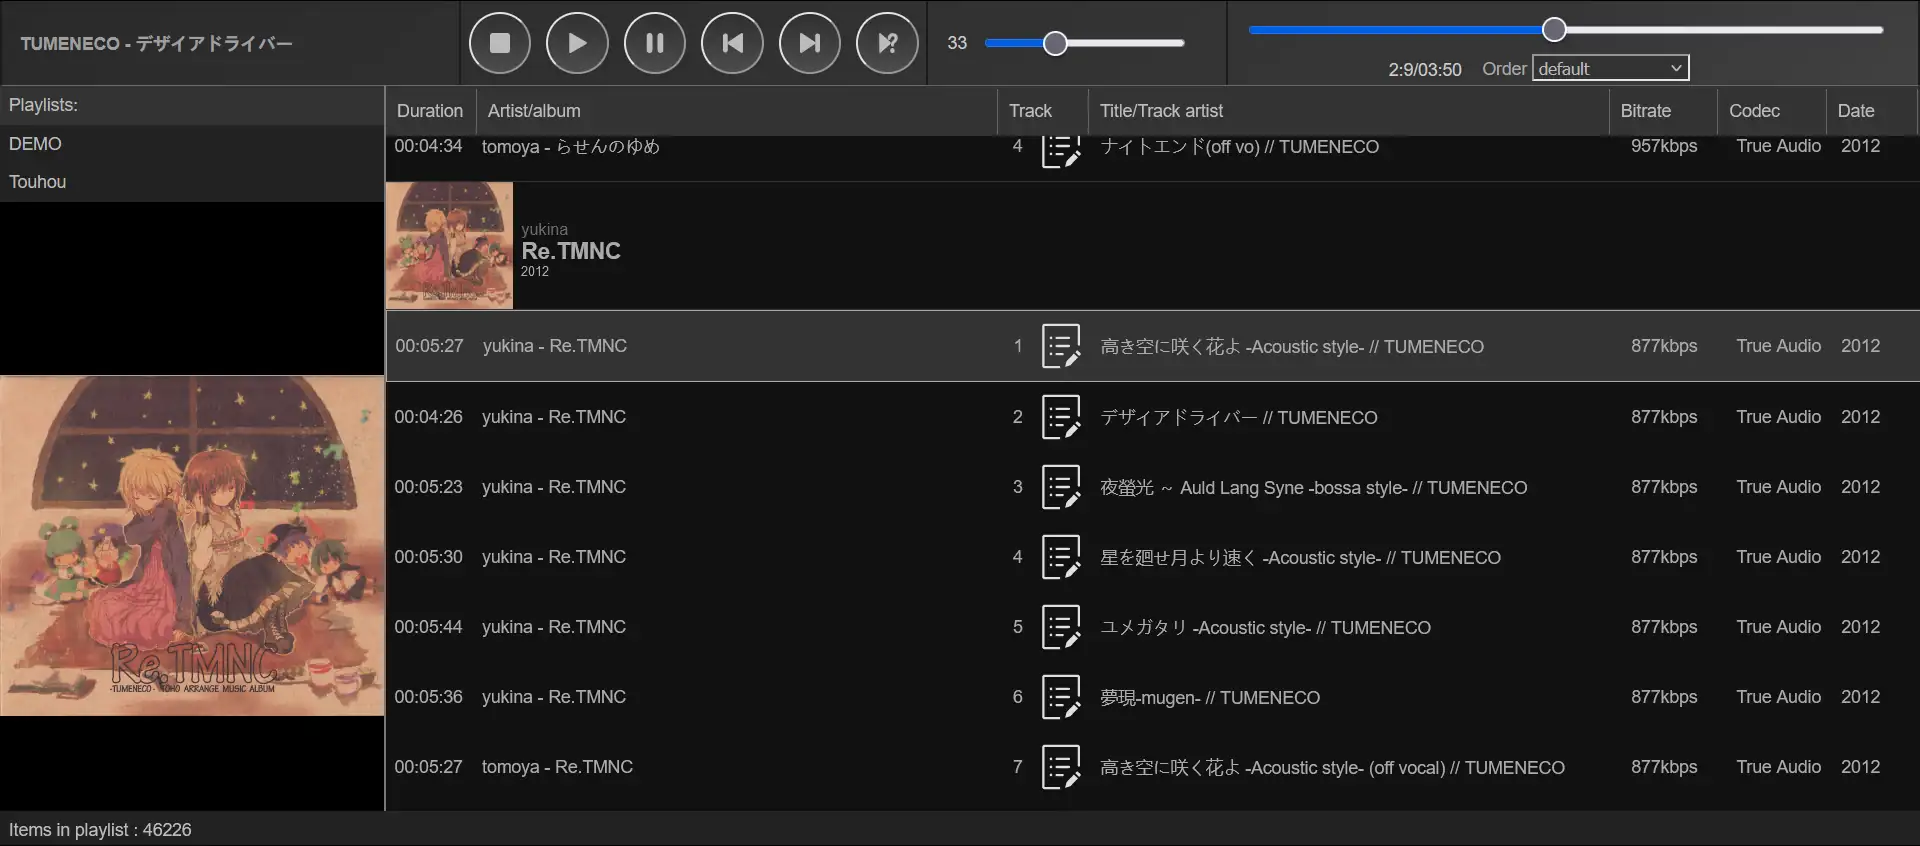 TUMENECO - デザイアドライバー
33
2:9/03:50 Order default
Playlists:
DEMO
Touhou
Duration Artist/album Track Title/Track artist Bitrate Codec Date
00:04:34 tomoya - らせんのゆめ 4 ナイトエンド(off vo) // TUMENECO 957kbps True Audio 2012
yukina
Re.TMNC
2012
00:05:27 yukina - Re.TMNC 1 高き空に咲く花よ -Acoustic style- // TUMENECO 877kbps True Audio 2012
00:04:26 yukina - Re.TMNC 2 デザイアドライバー // TUMENECO 877kbps True Audio 2012
00:05:23 yukina - Re.TMNC 3 夜螢光 ～ Auld Lang Syne -bossa style- // TUMENECO 877kbps True Audio 2012
00:05:30 yukina - Re.TMNC 4 星を廻せ月より速く -Acoustic style- // TUMENECO 877kbps True Audio 2012
00:05:44 yukina - Re.TMNC 5 ユメガタリ -Acoustic style- // TUMENECO 877kbps True Audio 2012
00:05:36 yukina - Re.TMNC 6 夢現-mugen- // TUMENECO 877kbps True Audio 2012
00:05:27 tomoya - Re.TMNC 7 高き空に咲く花よ -Acoustic style- (off vocal) // TUMENECO 877kbps True Audio 2012
Re.TMNC
-TUMENECO- TOHO ARRANGE MUSIC ALBUM
Items in playlist : 46226